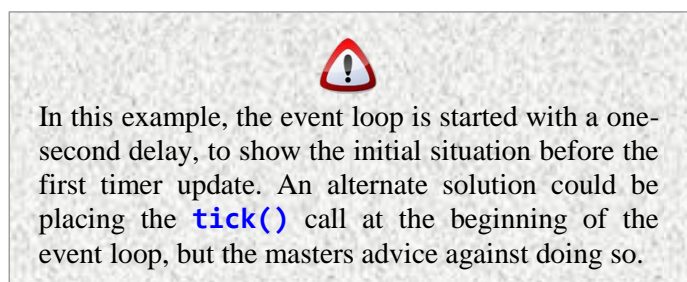 In this example, the event loop is started with a one-
second delay, to show the initial situation before the
first timer update. An alternate solution could be
placing the tick() call at the beginning of the
event loop, but the masters advice against doing so.